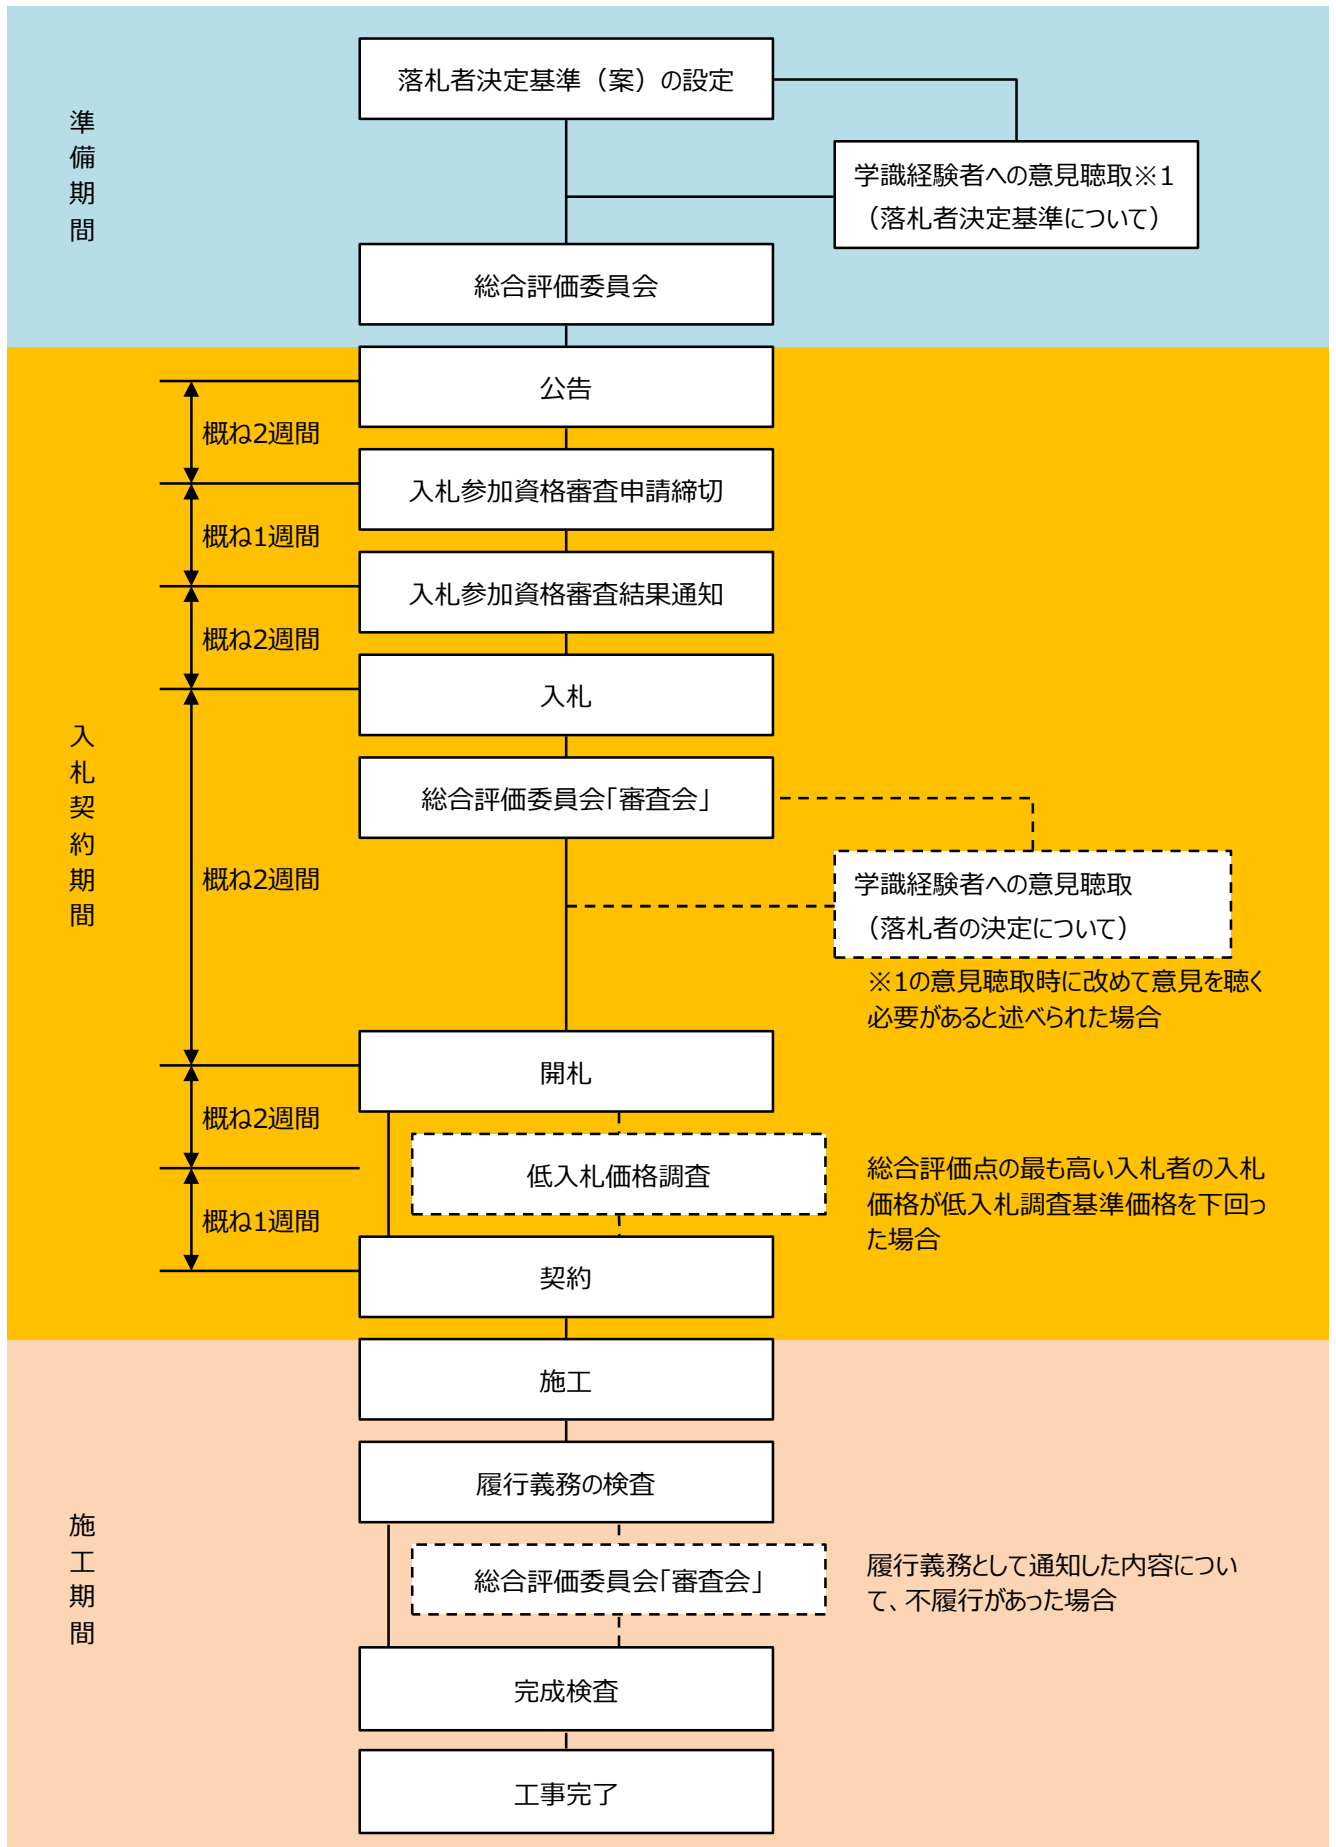 準備期間
落札者決定基準（案）の設定
学識経験者への意見聴取※1
（落札者決定基準について）
総合評価委員会
入札契約期間
公告
概ね2週間
入札参加資格審査申請締切
概ね1週間
入札参加資格審査結果通知
概ね2週間
入札
総合評価委員会「審査会」
概ね2週間
学識経験者への意見聴取
（落札者の決定について）
※1の意見聴取時に改めて意見を聴く
必要があると述べられた場合
開札
概ね2週間
低入札価格調査
総合評価点の最も高い入札者の入札
価格が低入札調査基準価格を下回っ
た場合
概ね1週間
契約
施工期間
施工
履行義務の検査
総合評価委員会「審査会」
履行義務として通知した内容につい
て、不履行があった場合
完成検査
工事完了